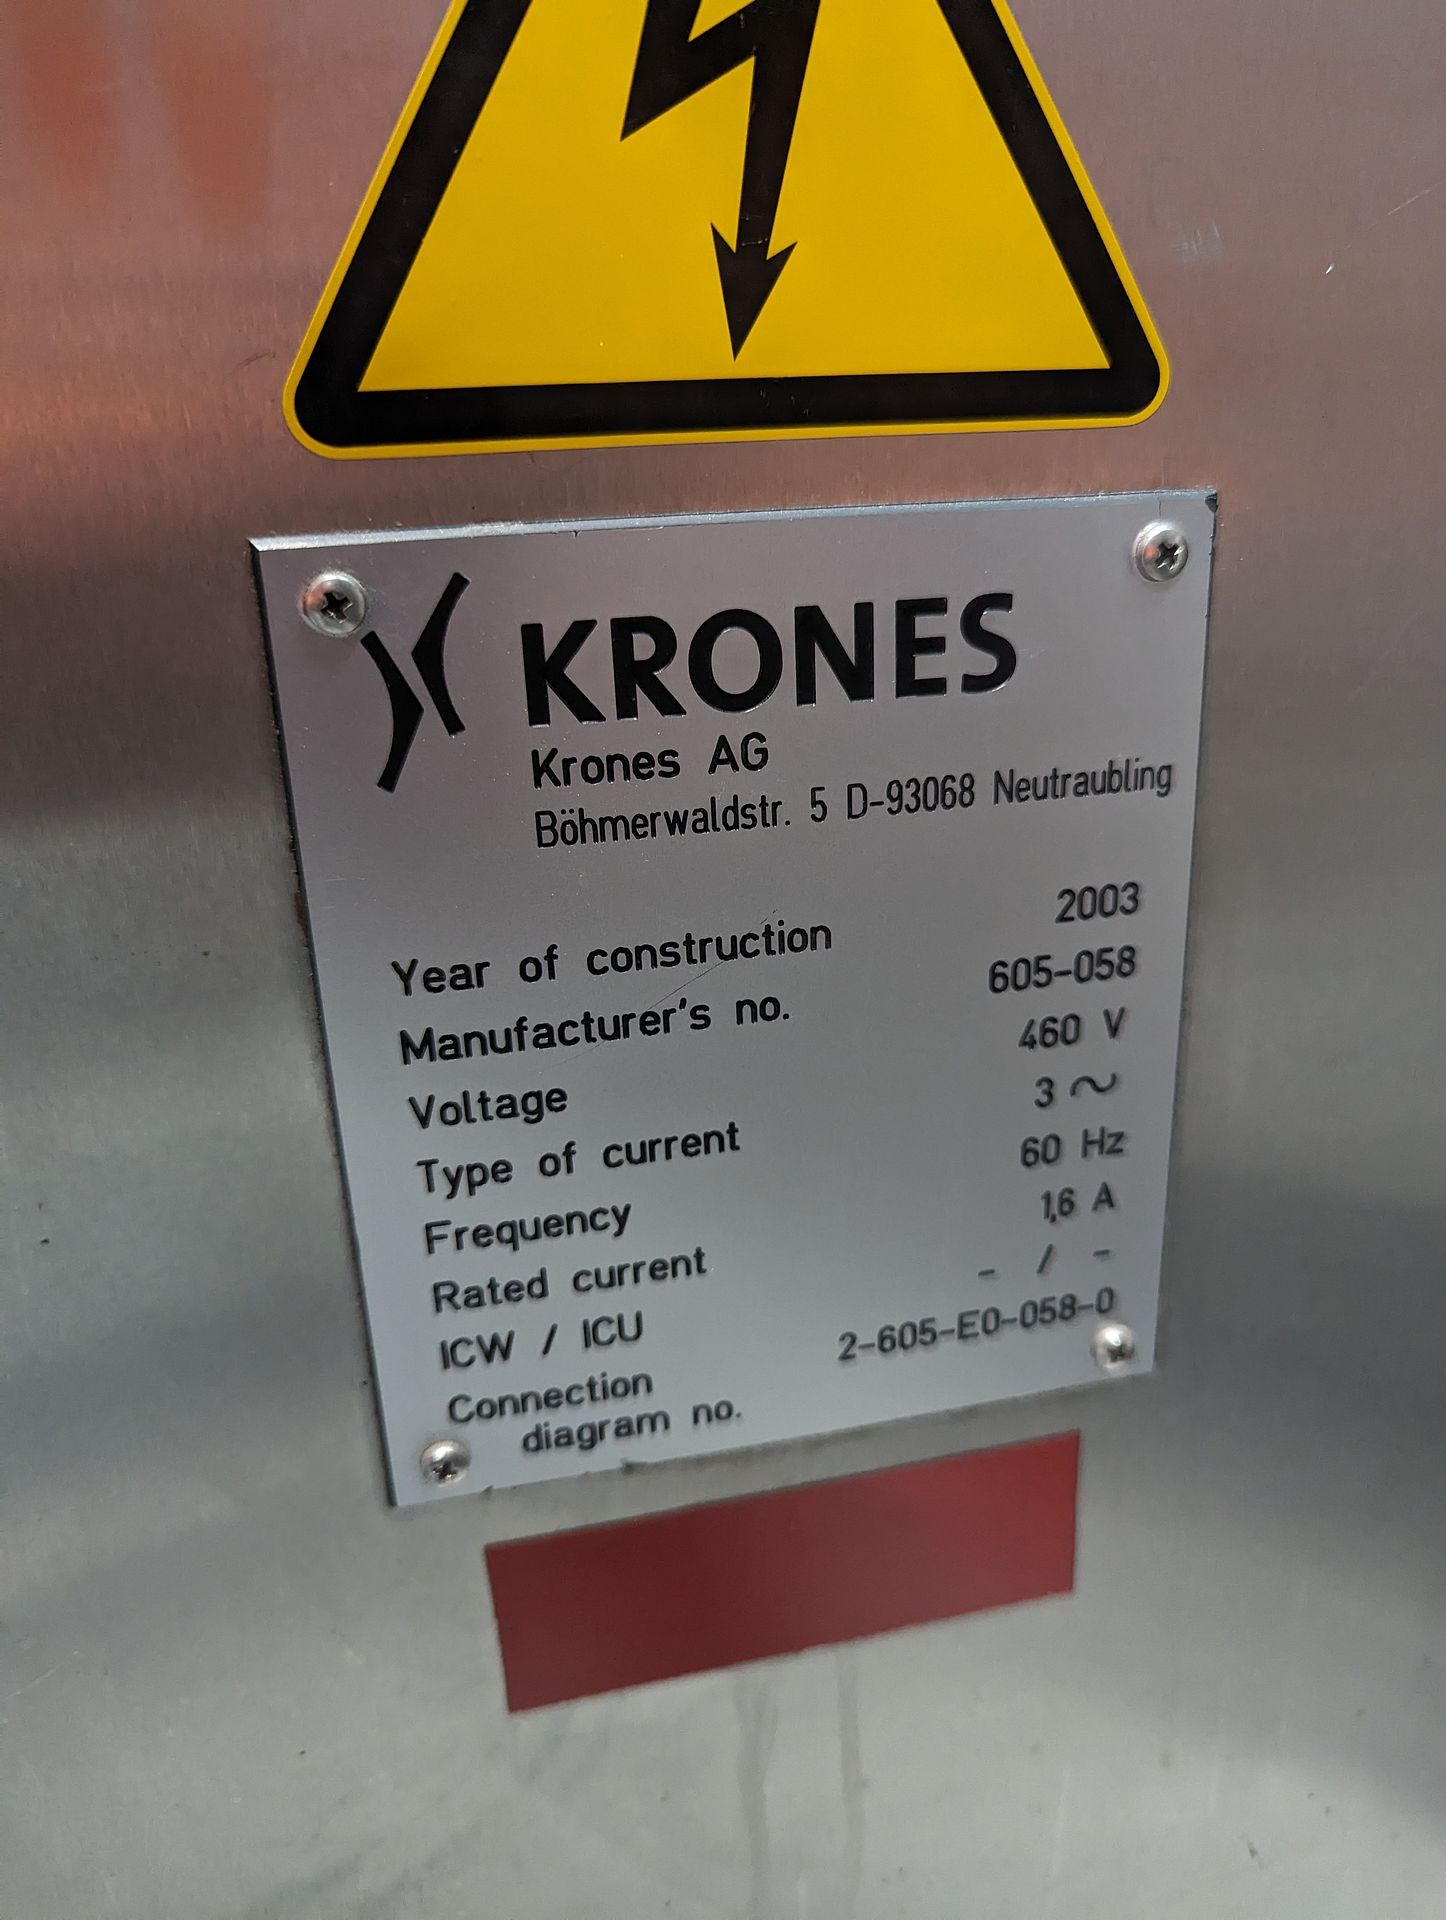 KRONES
Krones AG
Böhmerwaldstr. 5 D-93068 Neutraubling
Year of construction 2003
Manufacturer's no. 605-058
Voltage 460 V
Type of current 3 ~
Frequency 60 Hz
Rated current 1,6 A
ICW / ICU - / -
Connection 2-605-E0-058-0
diagram no.